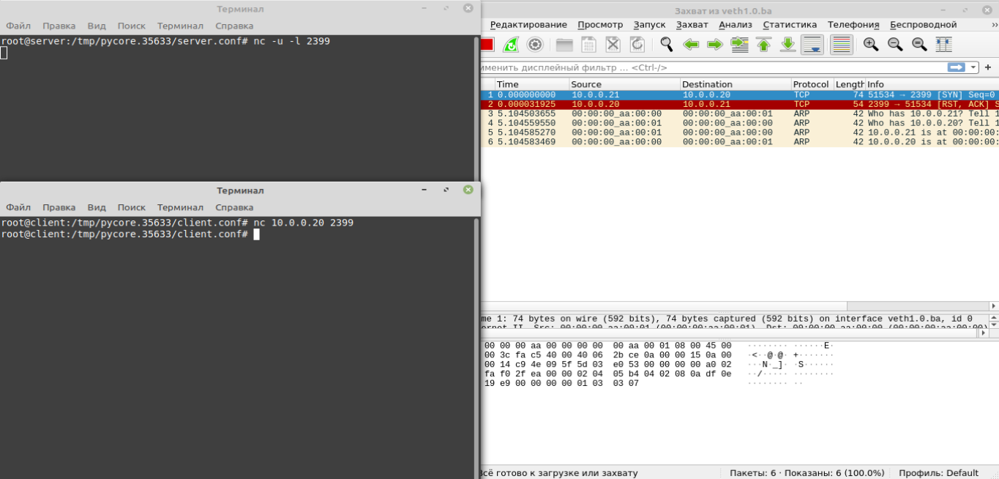 Терминал
Файл Правка Вид Поиск Терминал Справка
root@server:/tmp/pycore.35633/server.conf# nc -u -l 2399
Терминал
Файл Правка Вид Поиск Терминал Справка
root@client:/tmp/pycore.35633/client.conf# nc 10.0.0.20 2399
root@client:/tmp/pycore.35633/client.conf#
Захват из veth1.0.ba
Редактирование Просмотр Запуск Захват Анализ Статистика Телефония Беспроводной »
именить дисплейный фильтр ... <Ctrl-/> +
Time Source Destination Protocol Length Info
1 0.000000000 10.0.0.21 10.0.0.20 TCP 74 51534 → 2399 [SYN] Seq=0
2 0.000031925 10.0.0.20 10.0.0.21 TCP 54 2399 → 51534 [RST, ACK] S
3 5.104503655 00:00:00_aa:00:00 00:00:00_aa:00:01 ARP 42 Who has 10.0.0.21? Tell 1
4 5.104559550 00:00:00_aa:00:01 00:00:00_aa:00:00 ARP 42 Who has 10.0.0.20? Tell 1
5 5.104585270 00:00:00_aa:00:01 00:00:00_aa:00:00 ARP 42 10.0.0.21 is at 00:00:00:
6 5.104583469 00:00:00_aa:00:00 00:00:00_aa:00:01 ARP 42 10.0.0.20 is at 00:00:00:
me 1: 74 bytes on wire (592 bits), 74 bytes captured (592 bits) on interface veth1.0.ba, id 0
ernet II, Src: 00:00:00_aa:00:01 (00:00:00:aa:00:01), Dst: 00:00:00_aa:00:00 (00:00:00:aa:00:00)
00 00 00 aa 00 00 00 00 00 aa 00 01 08 00 45 00 ········ ······E·
00 3c fa c5 40 00 40 06 2b ce 0a 00 00 15 0a 00 ·<··@·@· +·······
00 14 c9 4e 09 5f 5d 03 e0 53 00 00 00 00 a0 02 ···N·_]· ·S······
fa f0 2f ea 00 00 02 04 05 b4 04 02 08 0a df 0e ··/····· ········
19 e9 00 00 00 00 01 03 03 07 ········ ··
Всё готово к загрузке или захвату Пакеты: 6 · Показаны: 6 (100.0%) Профиль: Default